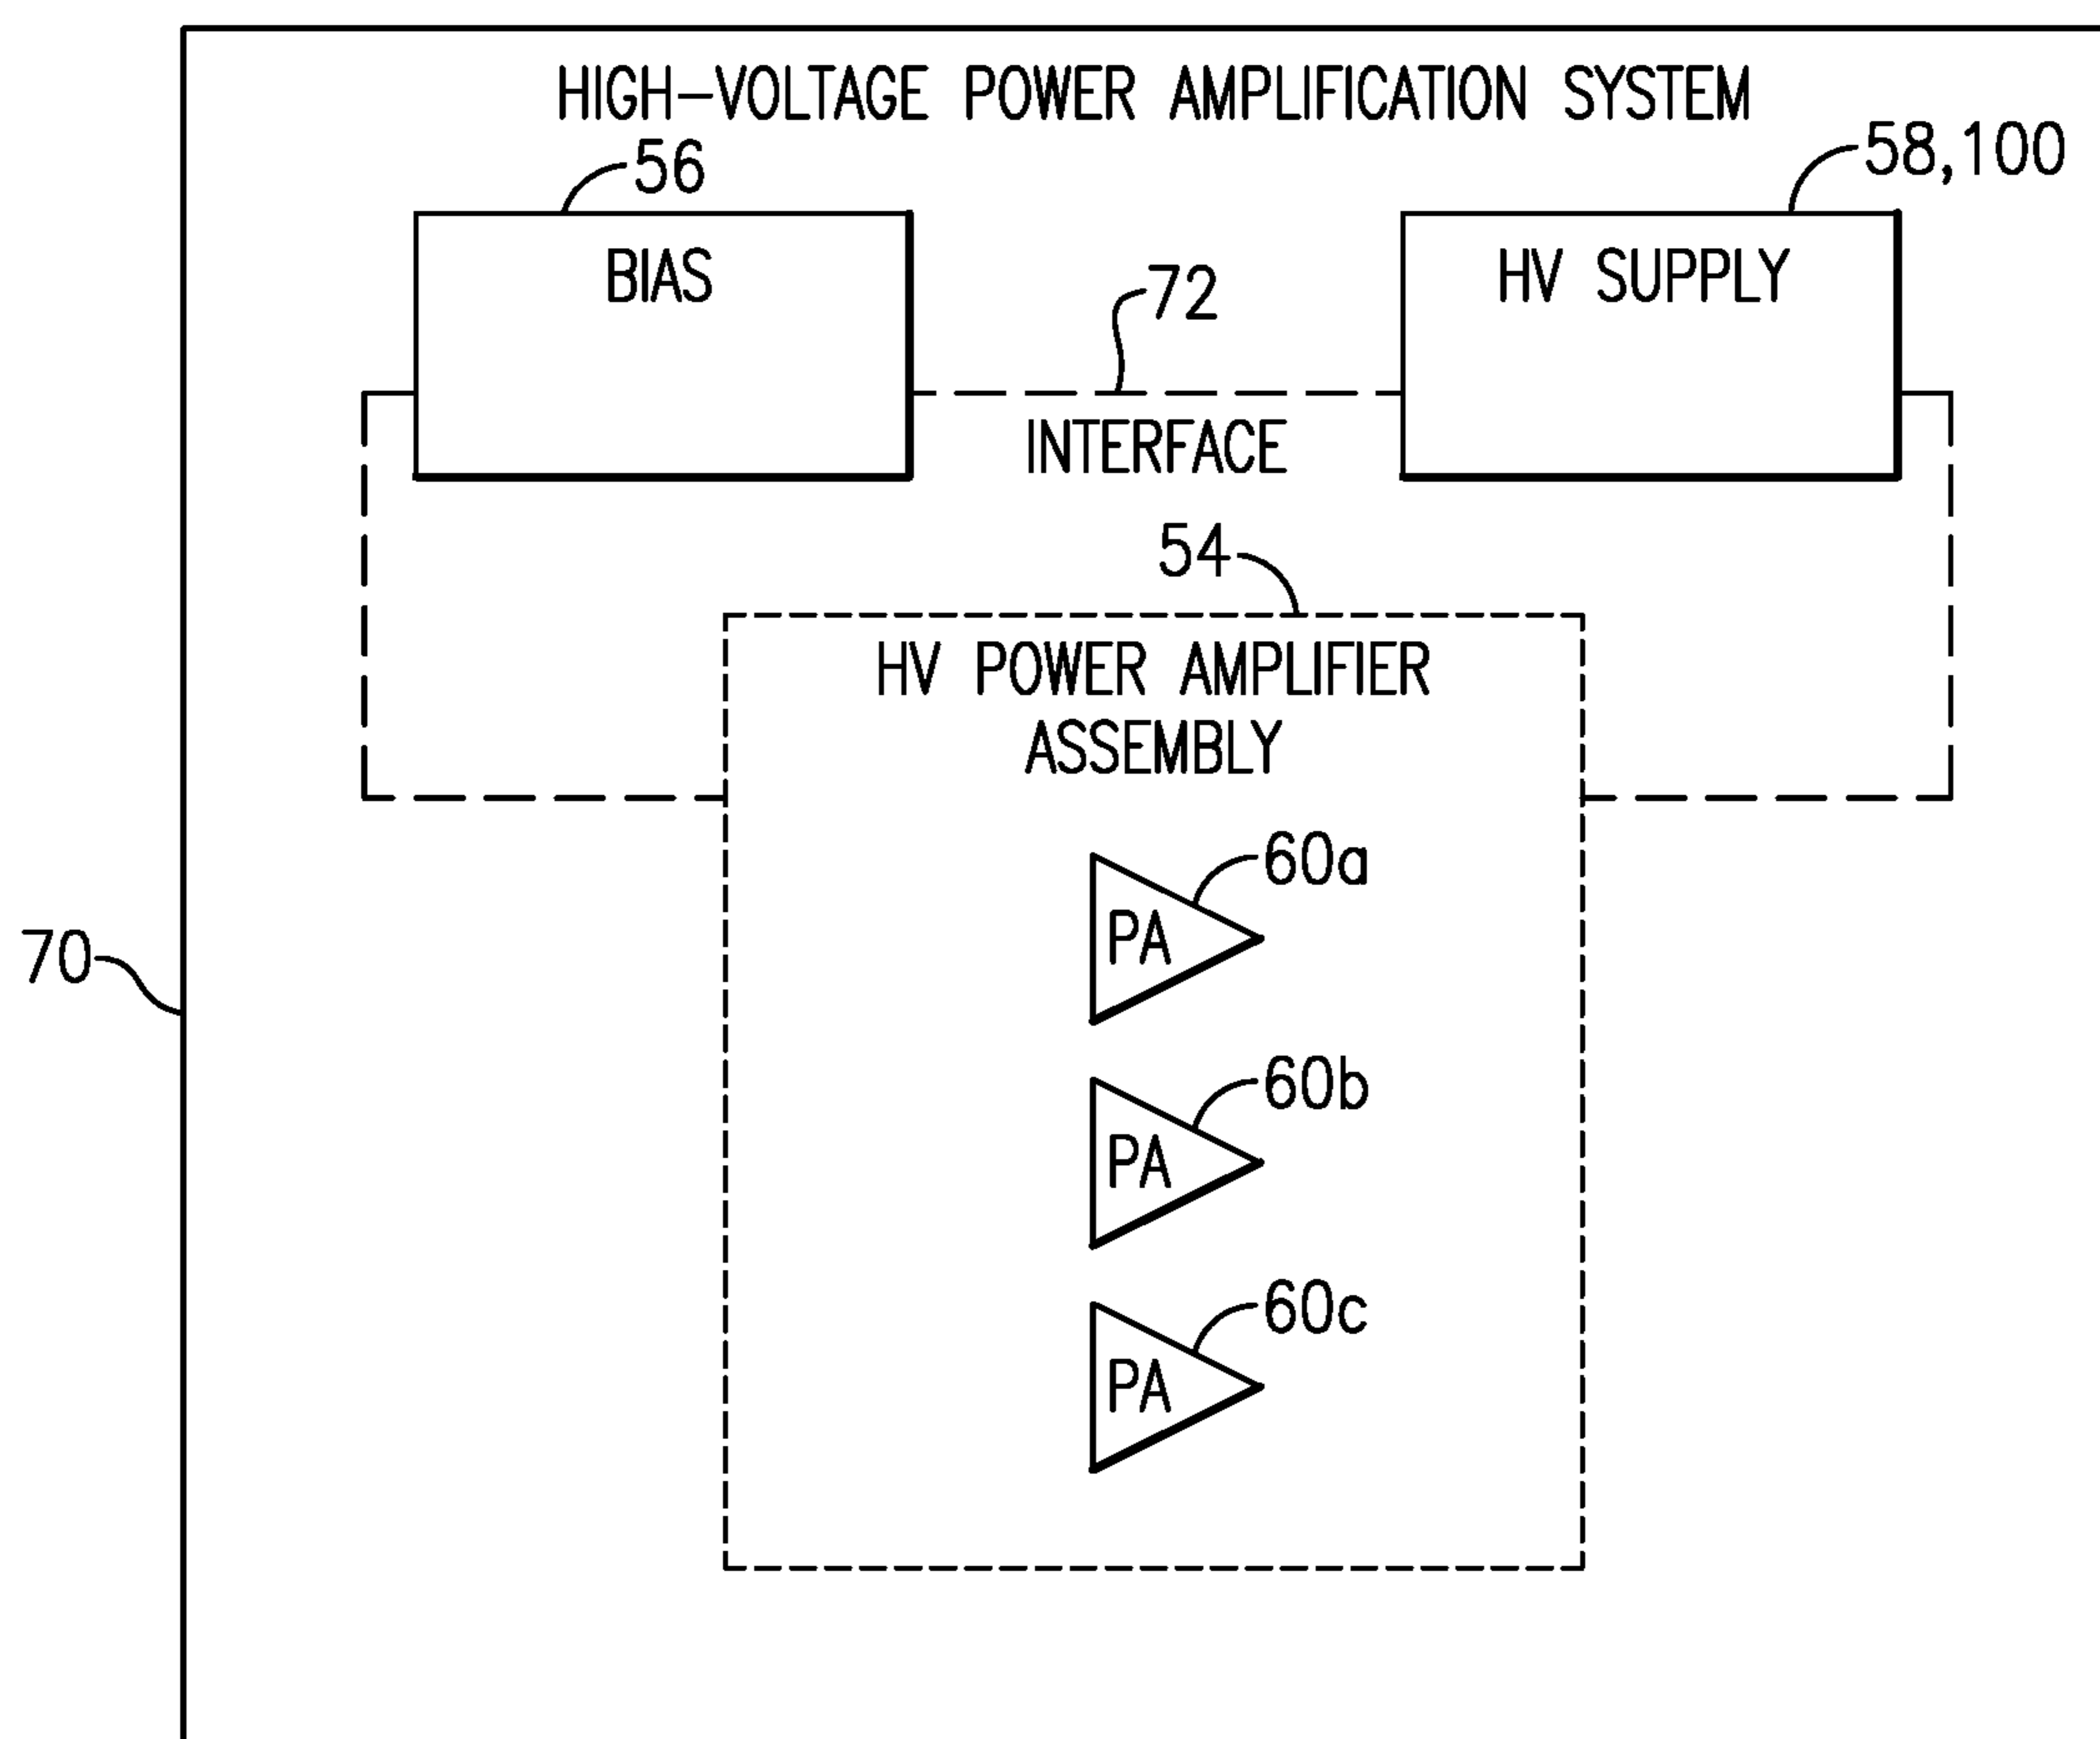 HIGH-VOLTAGE POWER AMPLIFICATION SYSTEM
56
58,100
BIAS
HV SUPPLY
72
INTERFACE
54
HV POWER AMPLIFIER
ASSEMBLY
60a
PA
70
60b
PA
60c
PA